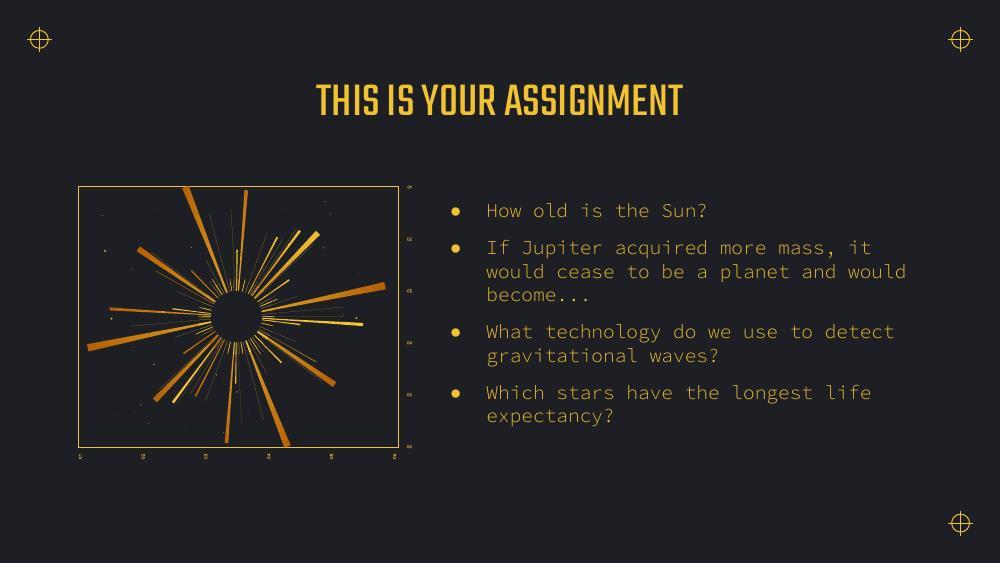 THIS IS YOUR ASSIGNMENT
● How old is the Sun?
● If Jupiter acquired more mass, it
would cease to be a planet and would
become...
● What technology do we use to detect
gravitational waves?
● Which stars have the longest life
expectancy?